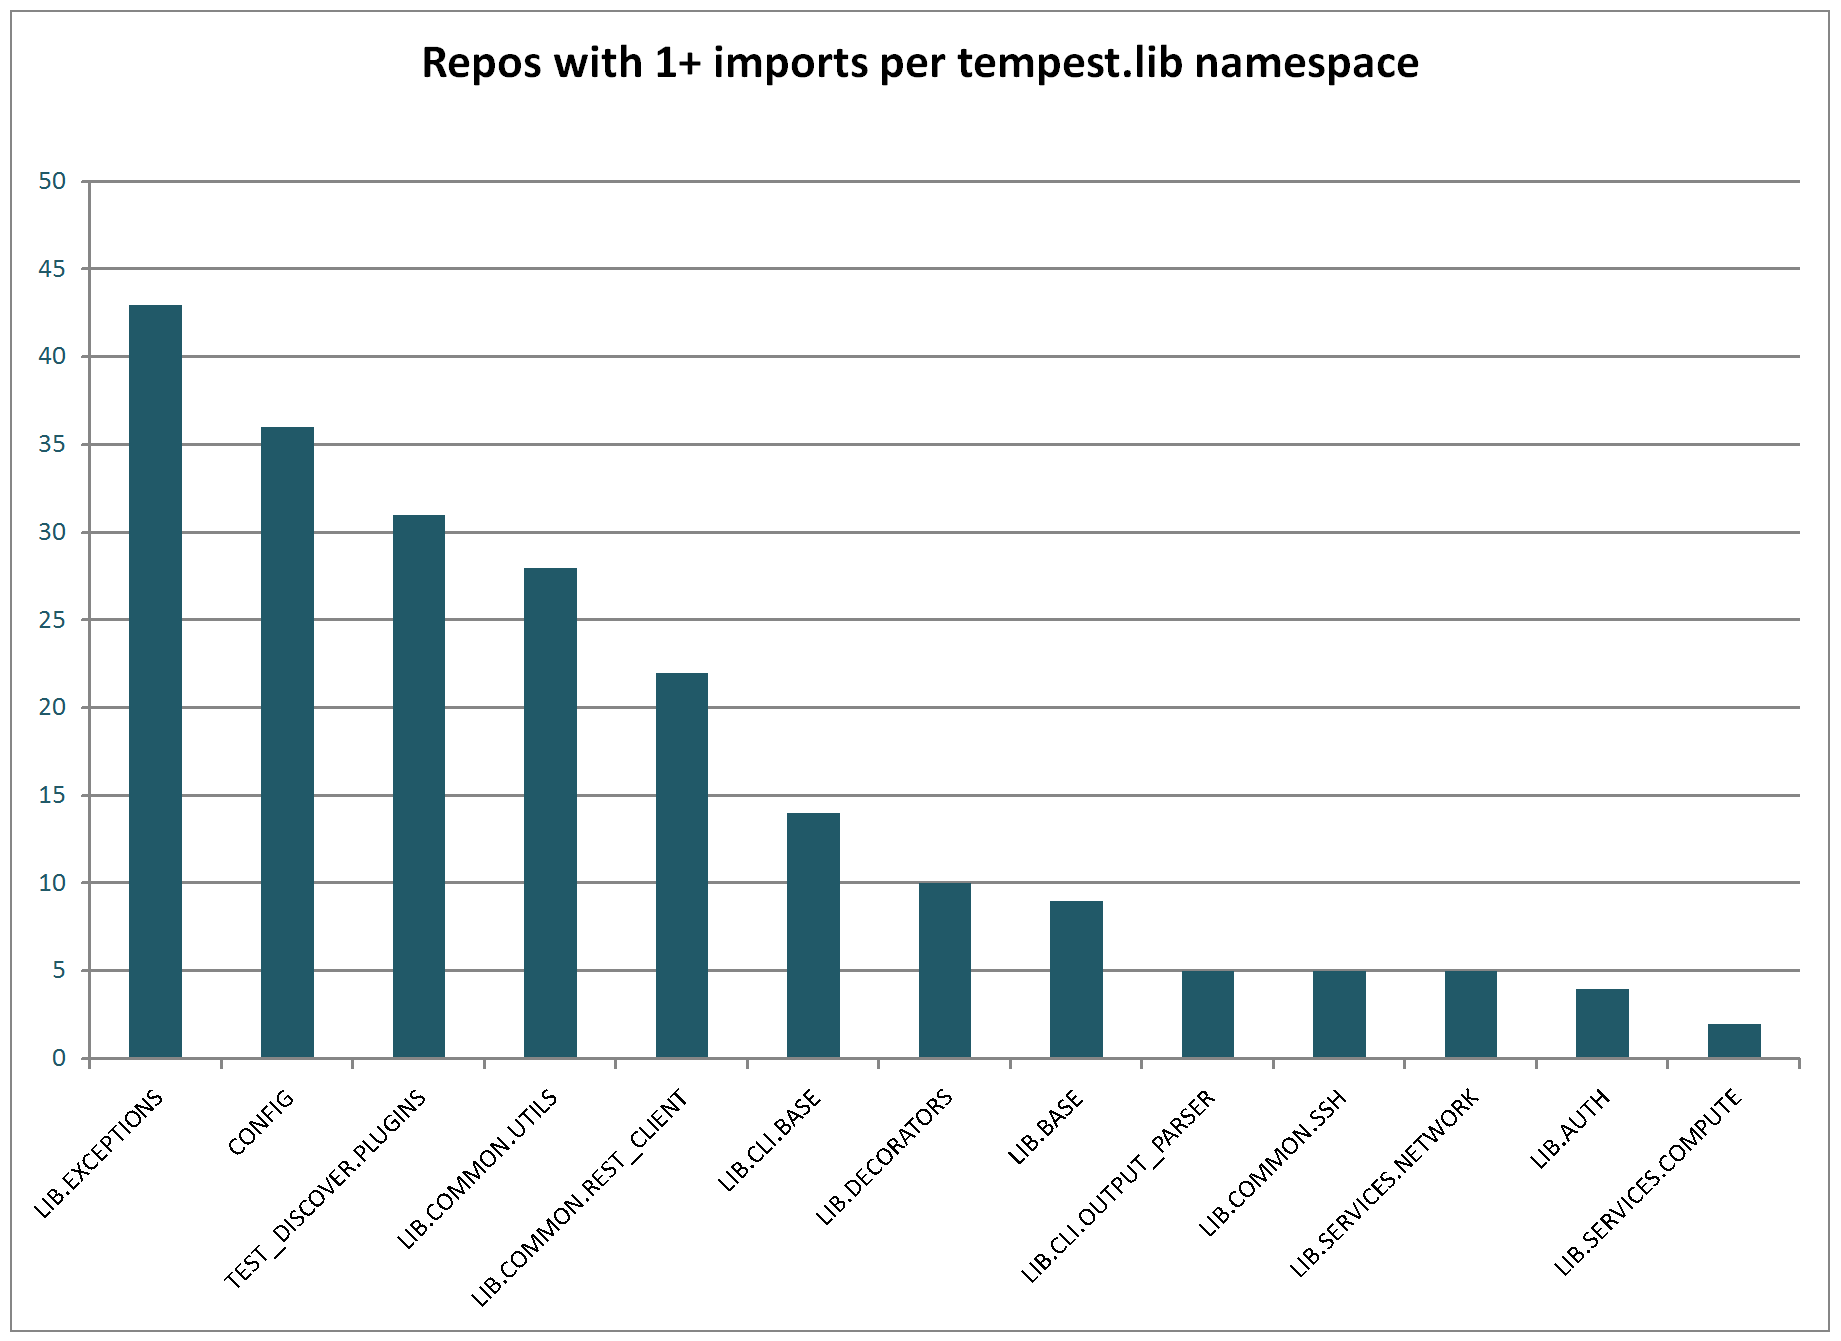 Repos with 1+ imports per tempest.lib namespace
50
45
40
35
30
25
20
15
10
5
0
LIB.EXCEPTIONS
CONFIG
TEST_DISCOVER.PLUGINS
LIB.COMMON.UTILS
LIB.COMMON.REST_CLIENT
LIB.CLI.BASE
LIB.DECORATORS
LIB.BASE
LIB.CLI.OUTPUT_PARSER
LIB.COMMON.SSH
LIB.SERVICES.NETWORK
LIB.AUTH
LIB.SERVICES.COMPUTE